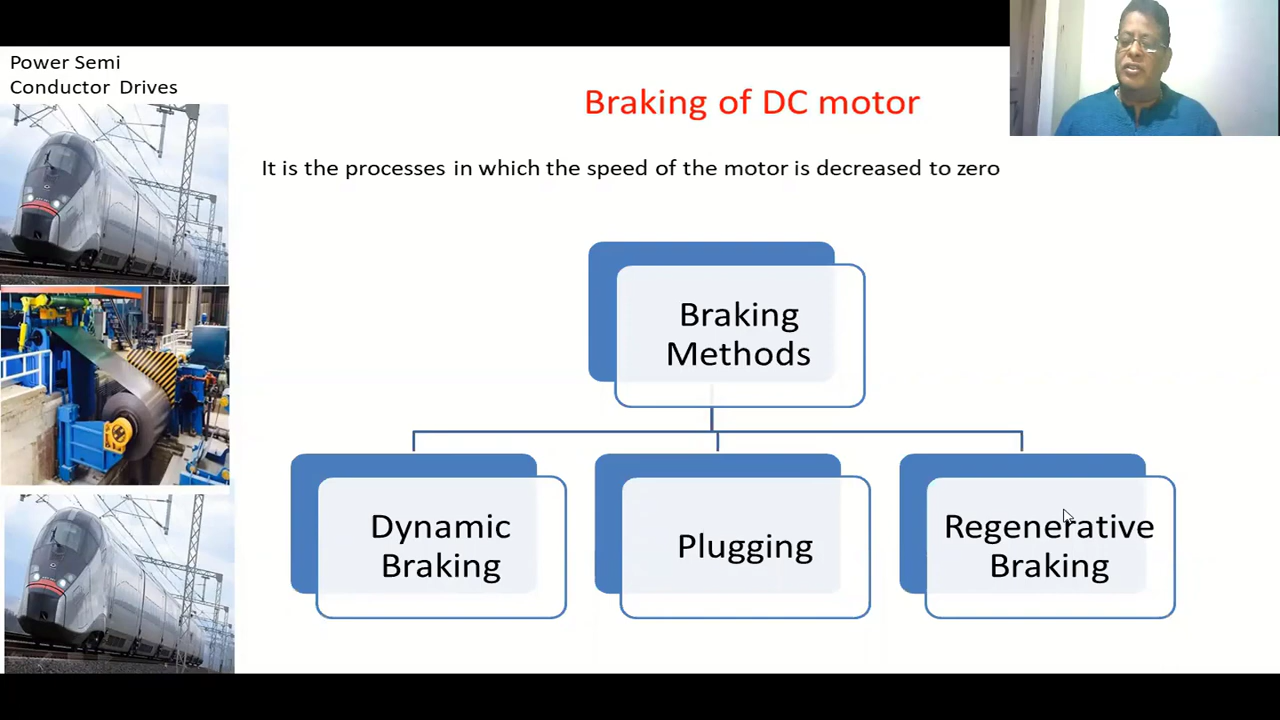 Power Semi
Conductor Drives
Braking of DC motor
It is the processes in which the speed of the motor is decreased to zero
Braking
Methods
Dynamic
Braking
Plugging
Regenerative
Braking